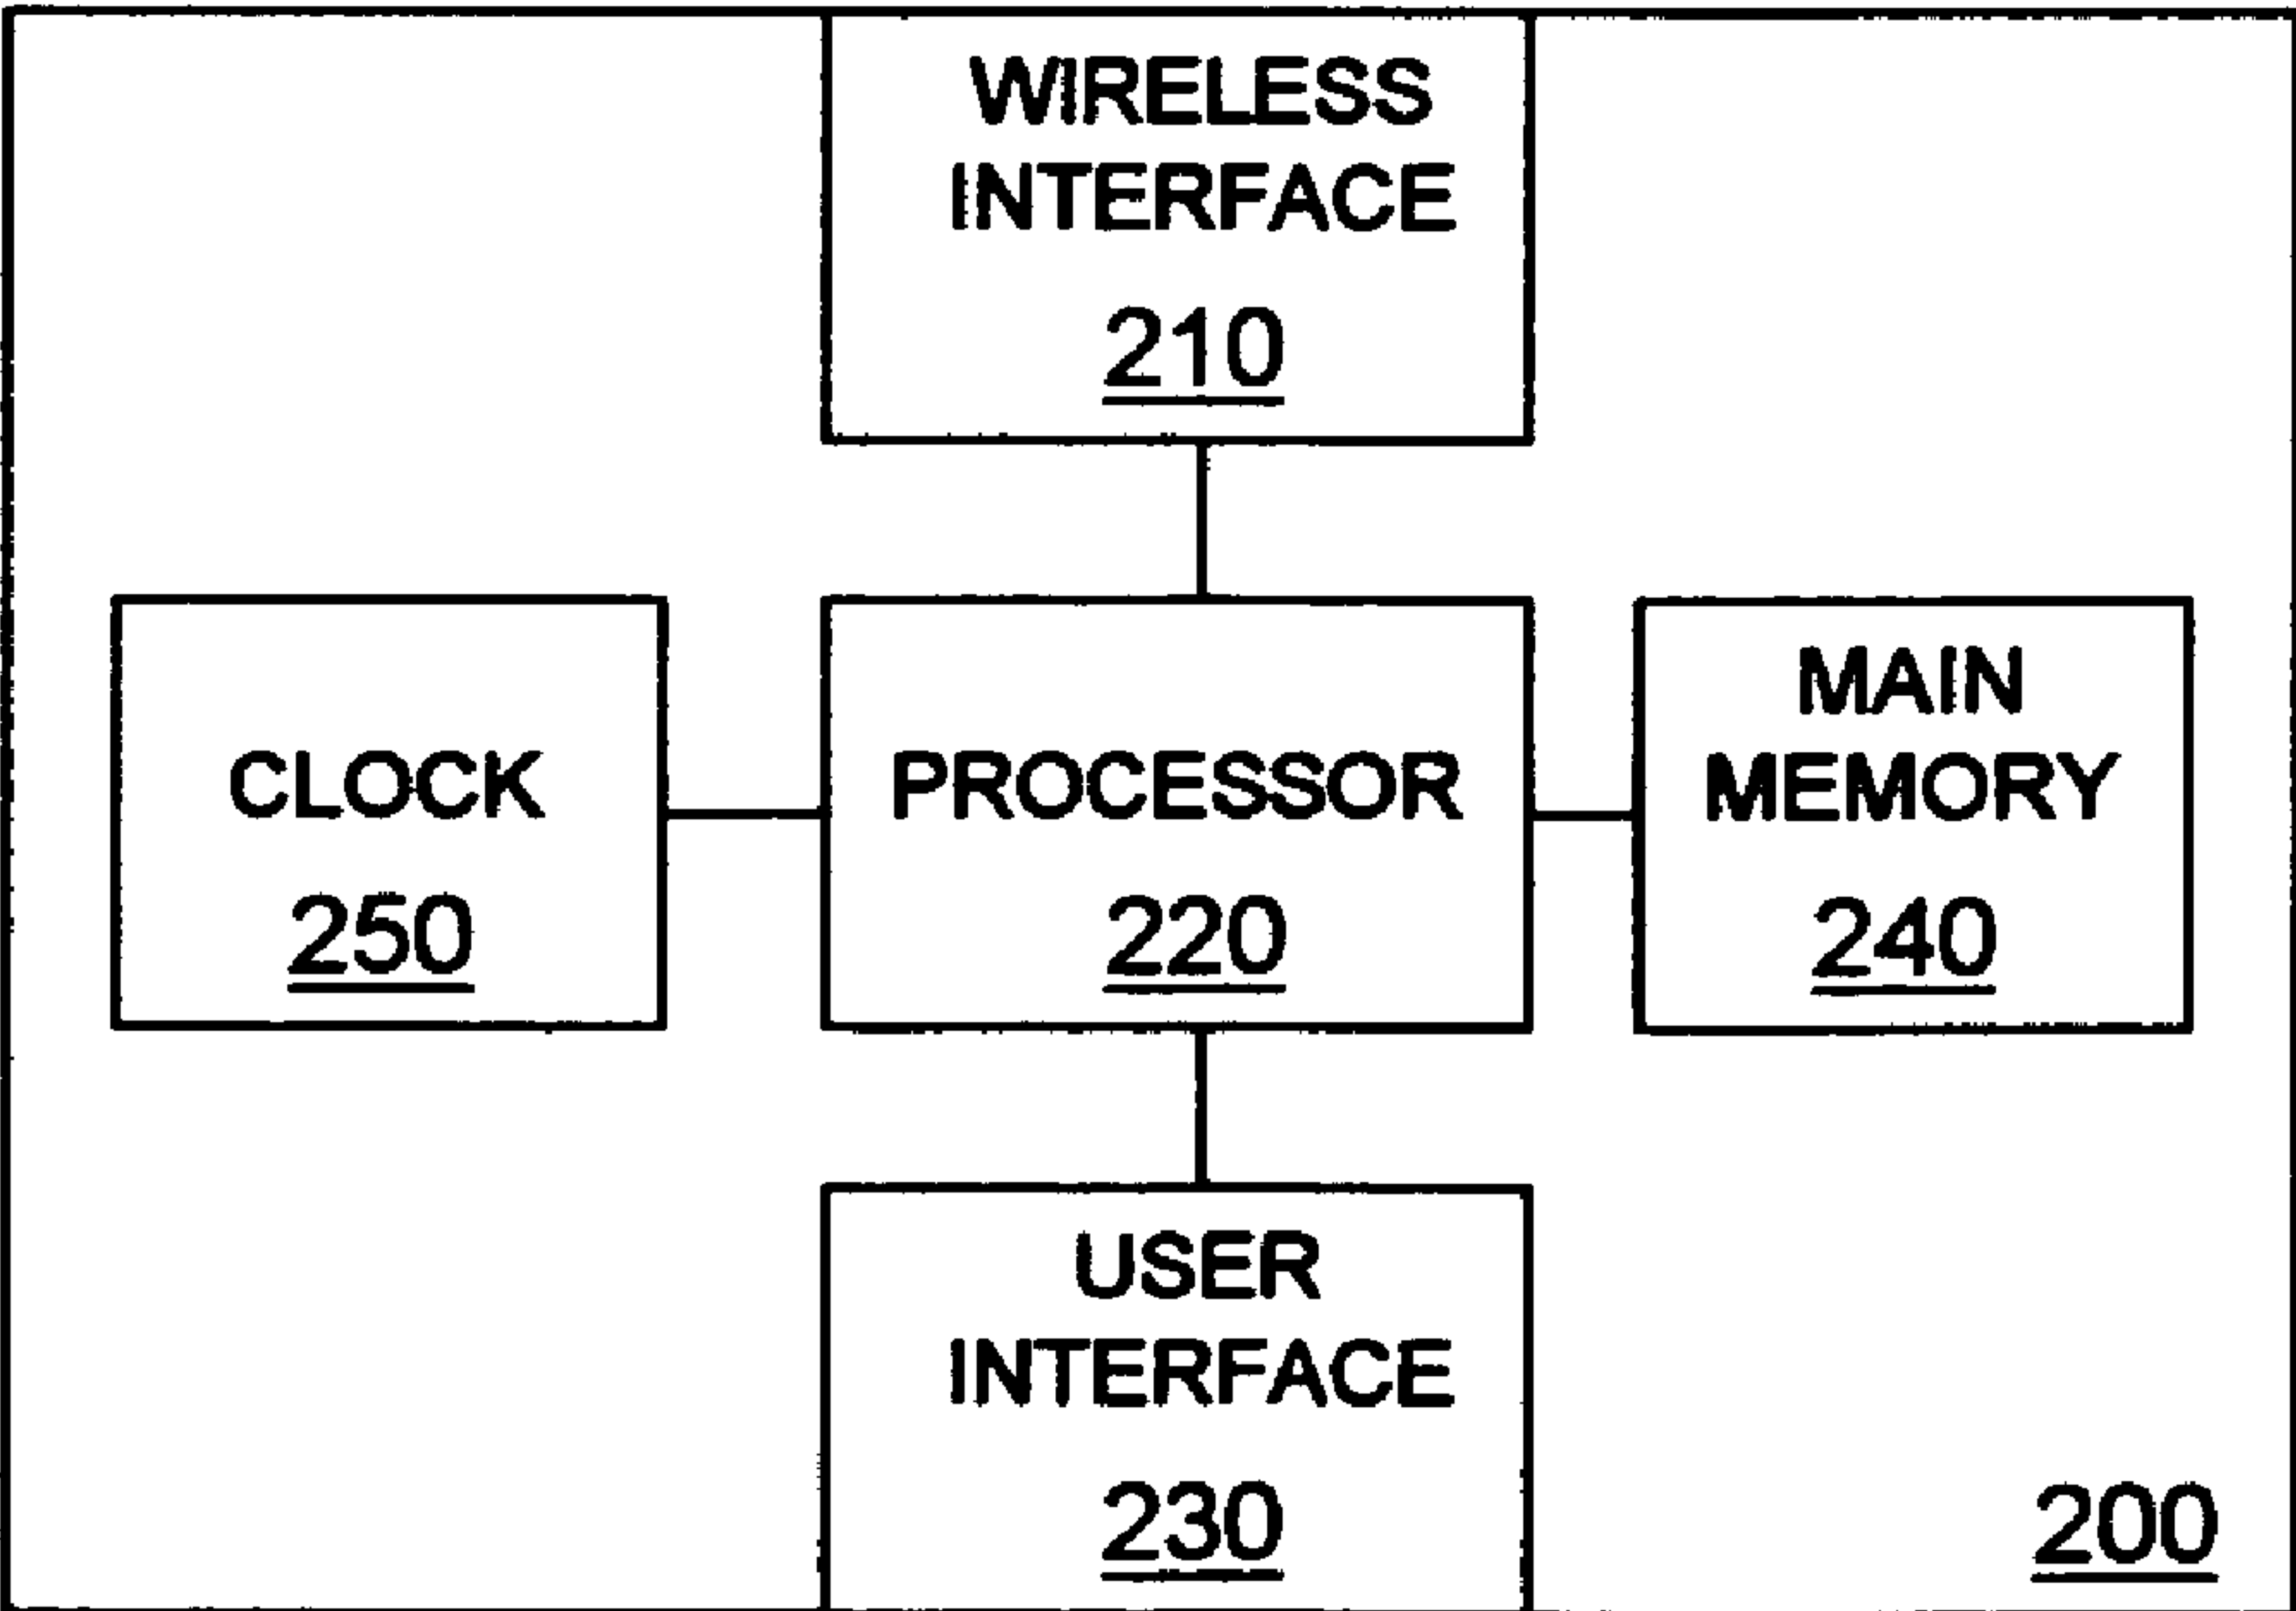 WIRELESS
INTERFACE
210
CLOCK
250
PROCESSOR
220
MAIN
MEMORY
240
USER
INTERFACE
230
200